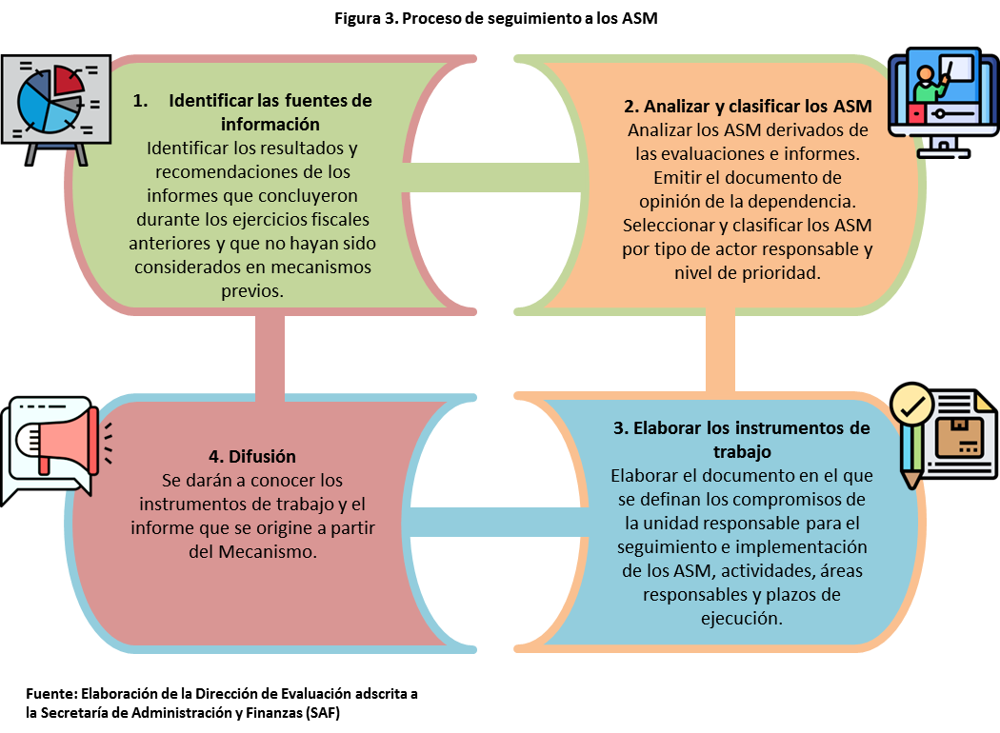 Figura 3. Proceso de seguimiento a los ASM
1. Identificar las fuentes de
información
Identificar los resultados y
recomendaciones de los
informes que concluyeron
durante los ejercicios fiscales
anteriores y que no hayan sido
considerados en mecanismos
previos.
2. Analizar y clasificar los ASM
Analizar los ASM derivados de
las evaluaciones e informes.
Emitir el documento de
opinión de la dependencia.
Seleccionar y clasificar los ASM
por tipo de actor responsable y
nivel de prioridad.
3. Elaborar los instrumentos de
trabajo
Elaborar el documento en el que
se definan los compromisos de
la unidad responsable para el
seguimiento e implementación
de los ASM, actividades, áreas
responsables y plazos de
ejecución.
4. Difusión
Se darán a conocer los
instrumentos de trabajo y el
informe que se origine a partir
del Mecanismo.
Fuente: Elaboración de la Dirección de Evaluación adscrita a
la Secretaría de Administración y Finanzas (SAF)